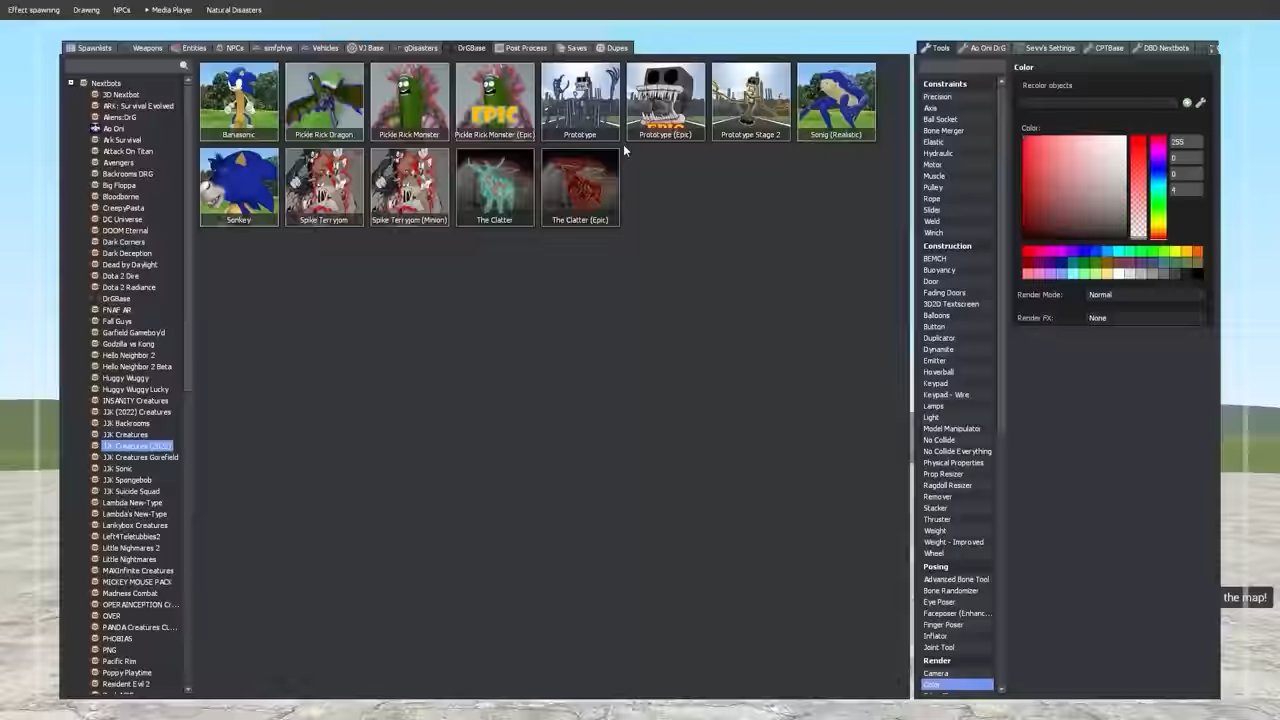 Effect spawning Drawing NPCs Media Player Natural Disasters
Spawnlists Weapons Entities NPCs simfphys Vehicles VJ Base gDisasters DrGBase Post Process Saves Dupes
Nextbots
3D Nextbot
ARK: Survival Evolved
Aliens:DrG
Ao Oni
Ark Survival
Attack On Titan
Avengers
Backrooms DRG
Big Floppa
Bloodborne
CreepyPasta
DC Universe
DOOM Eternal
Dark Corners
Dark Deception
Dead by Daylight
Dota 2 Dire
Dota 2 Radiance
DrGBase
FNAF AR
Fall Guys
Garfield Gameboy'd
Godzilla vs Kong
Hello Neighbor 2
Hello Neighbor 2 Beta
Huggy Wuggy
Huggy Wuggy Lucky
INSANITY Creatures
JJK (2022) Creatures
JJK Backrooms
JJK Creatures
JJK Creatures
JJK Creatures Gorefield
JJK Sonic
JJK Spongebob
JJK Suicide Squad
Lambda New-Type
Lambda's New-Type
Lankybox Creatures
Left4Teletubbies2
Little Nighmares 2
Little Nightmares
MAXInfinite Creatures
MICKEY MOUSE PACK
Madness Combat
OPERAINCEPTION Cr...
OVER
PANDA Creatures CL...
PHOBIAS
PNG
Pacific Rim
Poppy Playtime
Resident Evil 2
Banasonic
Pickle Rick Dragon
Pickle Rick Monster
EPIC
Pickle Rick Monster (Epic)
Prototype
Prototype (Epic)
Prototype Stage 2
Sonig (Realistic)
Sonkey
Spike Terryjom
Spike Terryjom (Minion)
The Clatter
The Clatter (Epic)
Tools Ao Oni DrG Sevv's Settings CPTBase DBD Nextbots
Constraints
Precision
Axis
Ball Socket
Bone Merger
Elastic
Hydraulic
Motor
Muscle
Pulley
Rope
Slider
Weld
Winch
Construction
BEMCH
Buoyancy
Door
Fading Doors
3D2D Textscreen
Balloons
Button
Duplicator
Dynamite
Emitter
Hoverball
Keypad
Keypad - Wire
Lamps
Light
Model Manipulator
No Collide
No Collide Everything
Physical Properties
Prop Resizer
Ragdoll Resizer
Remover
Stacker
Thruster
Weight
Weight - Improved
Wheel
Posing
Advanced Bone Tool
Bone Randomizer
Eye Poser
Faceposer (Enhanc...
Finger Poser
Inflator
Joint Tool
Render
Camera
Color
Color
Recolor objects
Color:
255
0
0
4
Render Mode: Normal
Render FX: None
the map!